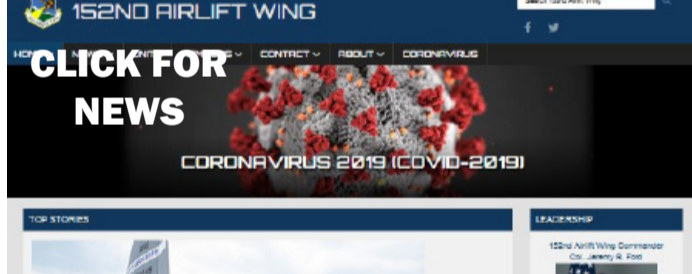 152ND AIRLIFT WING
CONTACT ABOUT CORONAVIRUS
CLICK FOR
NEWS
CORONAVIRUS 2019 (COVID-2019)
TOP STORIES
LEADERSHIP
152nd Airlift Wing Commander
Col. Jeremy R. Ford